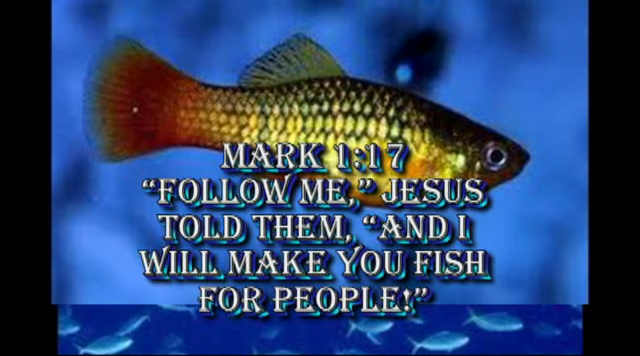 MARK 1:17
“FOLLOW ME,” JESUS
TOLD THEM, “AND I
WILL MAKE YOU FISH
FOR PEOPLE!”